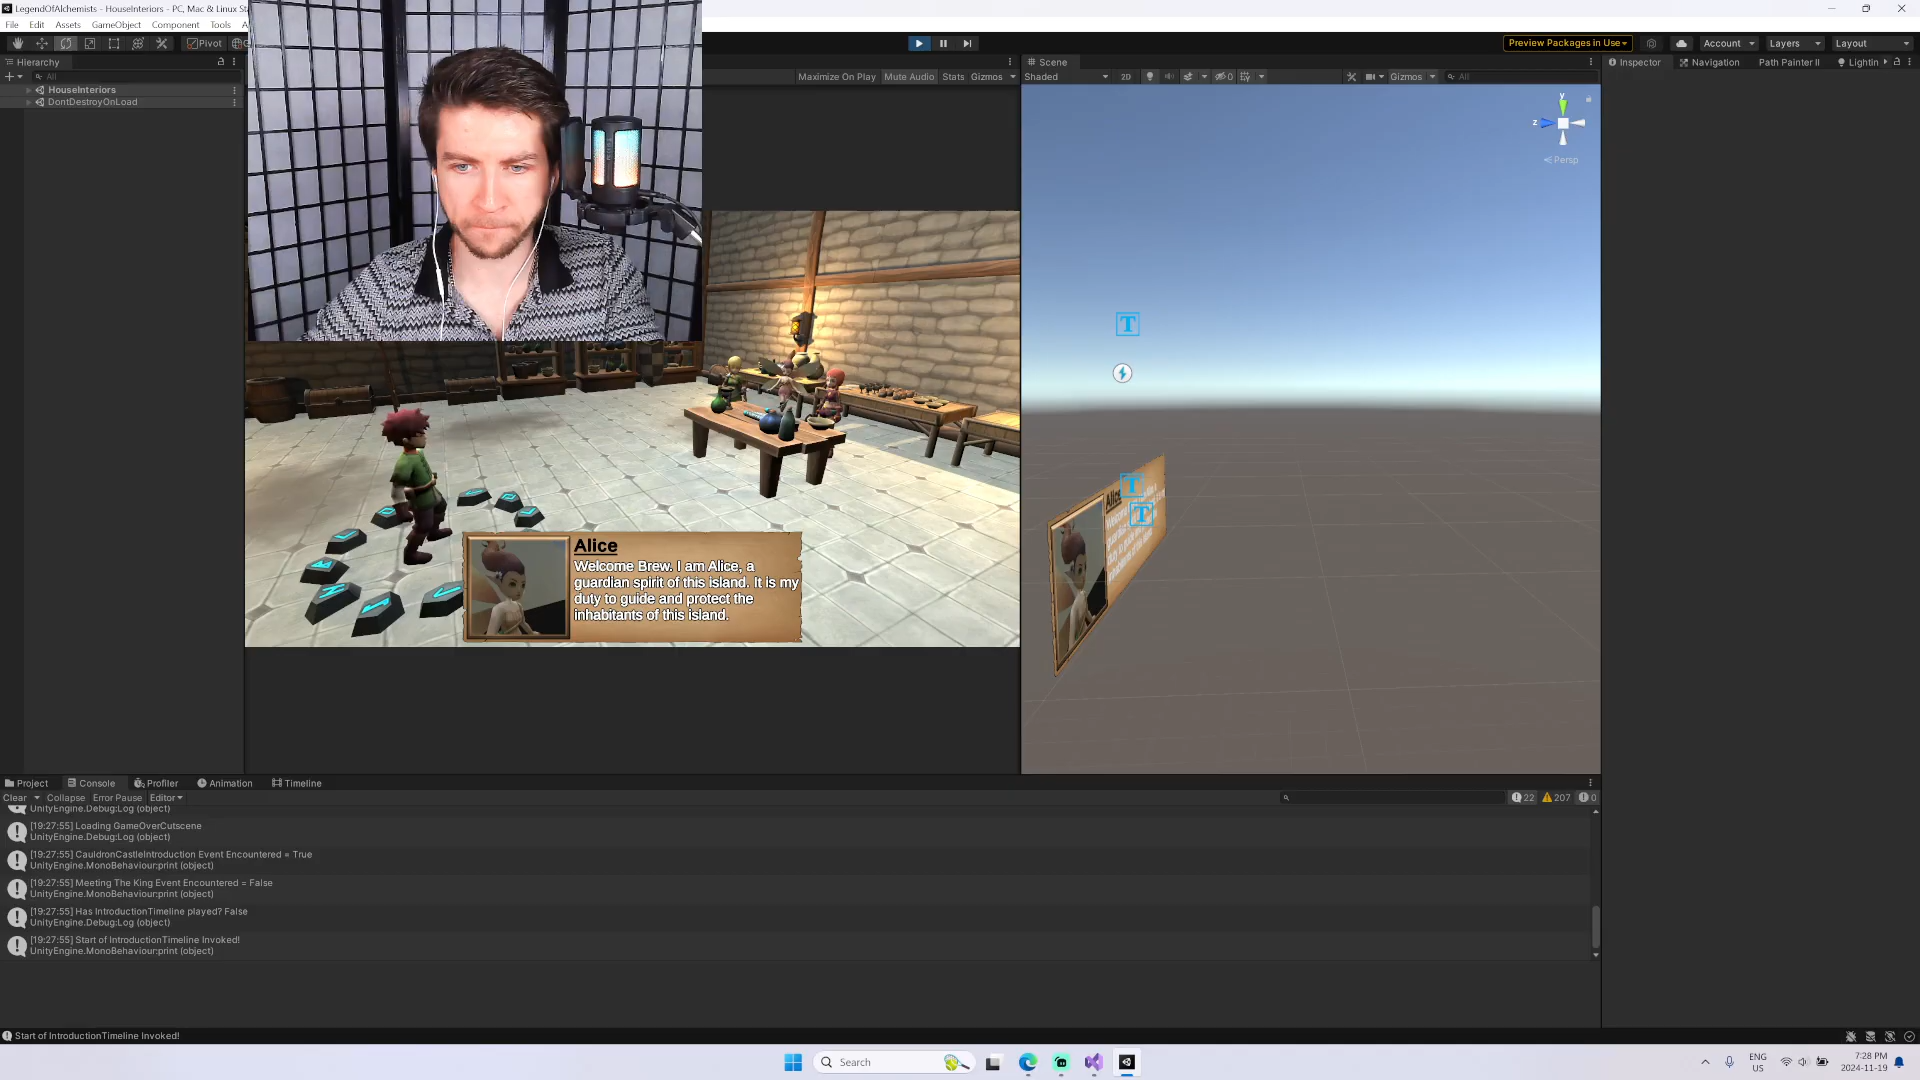 LegendOfAlchemists - HouseInteriors - PC, Mac & Linux Sta
File Edit Assets GameObject Component Tools
Pivot
Preview Packages in Use
Account
Layers
Layout
Hierarchy
All
HouseInteriors
DontDestroyOnLoad
Maximize On Play Mute Audio Stats Gizmos
Scene
Shaded
2D
0
Gizmos
All
Inspector Navigation Path Painter II Lightin
y
z
Persp
T
T
T
Alice
Welcome Brew. I am Alice, a
guardian spirit of this island. It is my
duty to guide and protect the
inhabitants of this island.
Alice
Project Console Profiler Animation Timeline
Clear Collapse Error Pause Editor
22 207 0
UnityEngine.Debug:Log (object)
[19:27:55] Loading GameOverCutscene
UnityEngine.Debug:Log (object)
[19:27:55] CauldronCastleIntroduction Event Encountered = True
UnityEngine.MonoBehaviour:print (object)
[19:27:55] Meeting The King Event Encountered = False
UnityEngine.MonoBehaviour:print (object)
[19:27:55] Has IntroductionTimeline played? False
UnityEngine.Debug:Log (object)
[19:27:55] Start of IntroductionTimeline Invoked!
UnityEngine.MonoBehaviour:print (object)
Start of IntroductionTimeline Invoked!
Search
ENG
US
7:28 PM
2024-11-19